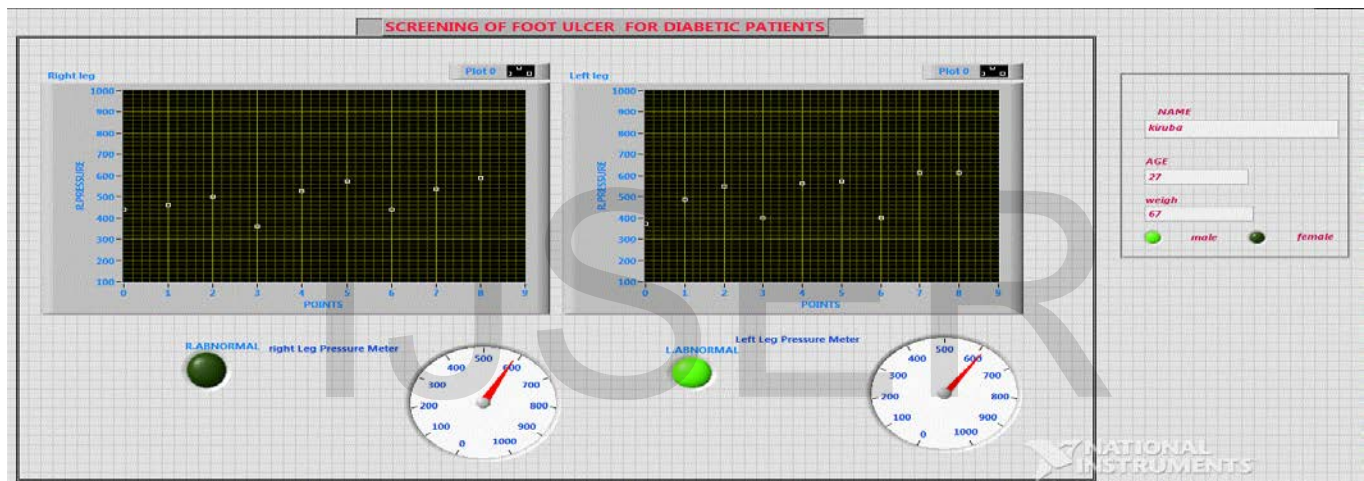 SCREENING OF FOOT ULCER FOR DIABETIC PATIENTS
Right leg
Plot 0
R.PRESSURE
1000
900
800
700
600
500
400
300
200
100
0 1 2 3 4 5 6 7 8 9
POINTS
Left leg
Plot 0
R.PRESSURE
1000
900
800
700
600
500
400
300
200
100
0 1 2 3 4 5 6 7 8 9
POINTS
NAME
kiruba
AGE
27
weigh
67
male female
R.ABNORMAL
right Leg Pressure Meter
0 100 200 300 400 500 600 700 800 900 1000
L.ABNORMAL
Left Leg Pressure Meter
0 100 200 300 400 500 600 700 800 900 1000
IJSER
NATIONAL
INSTRUMENTS